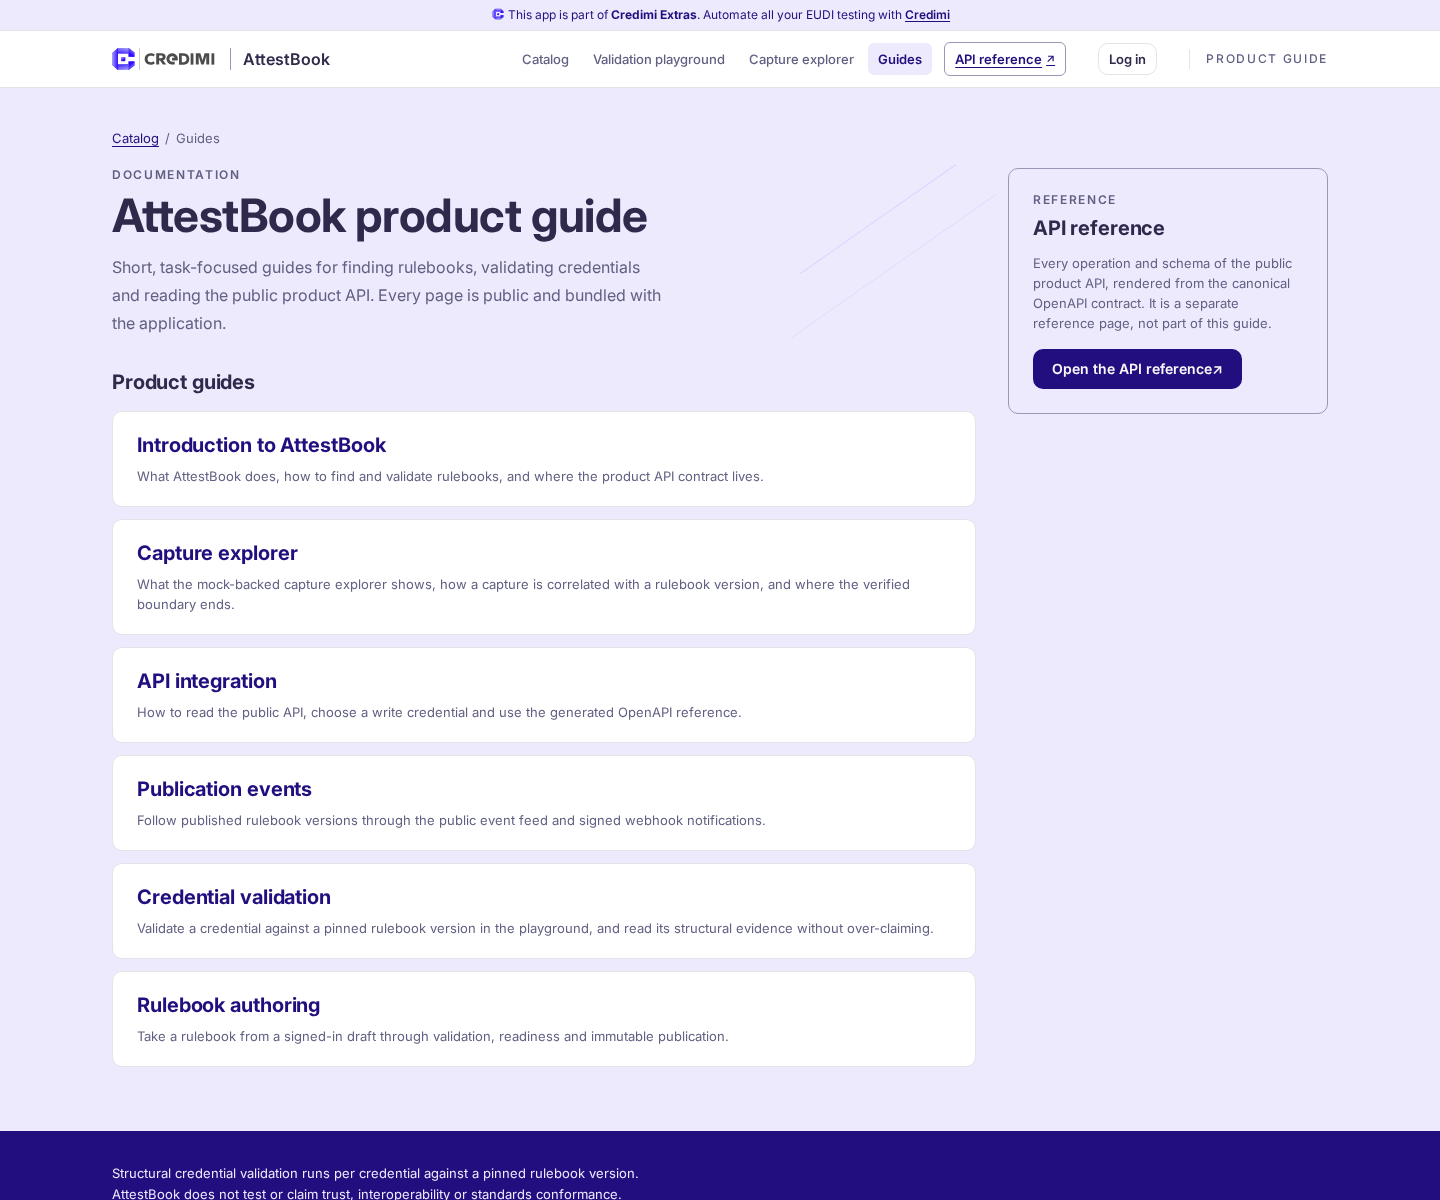 This app is part of Credimi Extras. Automate all your EUDI testing with Credimi
CREDIMI
AttestBook
Catalog
Validation playground
Capture explorer
Guides
API reference ↗
Log in
PRODUCT GUIDE
Catalog / Guides
DOCUMENTATION
AttestBook product guide
Short, task-focused guides for finding rulebooks, validating credentials
and reading the public product API. Every page is public and bundled with
the application.
REFERENCE
API reference
Every operation and schema of the public
product API, rendered from the canonical
OpenAPI contract. It is a separate
reference page, not part of this guide.
Open the API reference↗
Product guides
Introduction to AttestBook
What AttestBook does, how to find and validate rulebooks, and where the product API contract lives.
Capture explorer
What the mock-backed capture explorer shows, how a capture is correlated with a rulebook version, and where the verified
boundary ends.
API integration
How to read the public API, choose a write credential and use the generated OpenAPI reference.
Publication events
Follow published rulebook versions through the public event feed and signed webhook notifications.
Credential validation
Validate a credential against a pinned rulebook version in the playground, and read its structural evidence without over-claiming.
Rulebook authoring
Take a rulebook from a signed-in draft through validation, readiness and immutable publication.
Structural credential validation runs per credential against a pinned rulebook version.
AttestBook does not test or claim trust, interoperability or standards conformance.